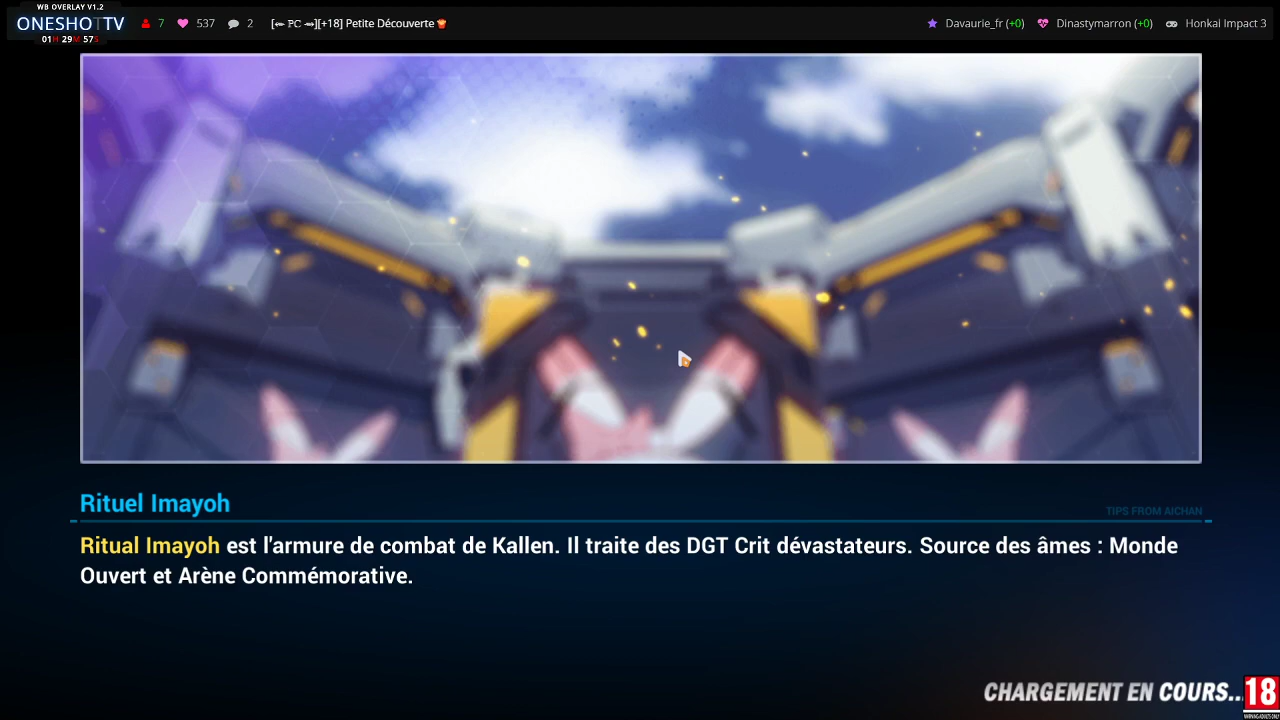 WB OVERLAY V1.2
ONESHOTTV
01H 29M 57S
7 537 2 [+18] Petite Découverte
Davaurie_fr (+0) Dinastymarron (+0) Honkai Impact 3
Rituel Imayoh
TIPS FROM AICHAN
Ritual Imayoh est l'armure de combat de Kallen. Il traite des DGT Crit dévastateurs. Source des âmes : Monde
Ouvert et Arène Commémorative.
CHARGEMENT EN COURS...
18